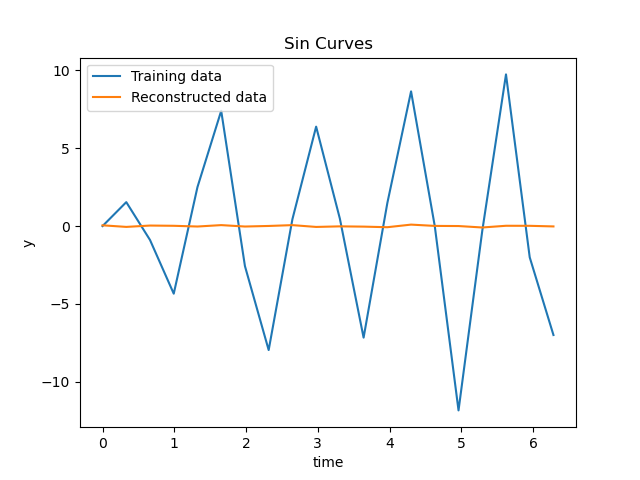 Sin Curves
Training data
Reconstructed data
10
5
0
−5
−10
y
0 1 2 3 4 5 6
time